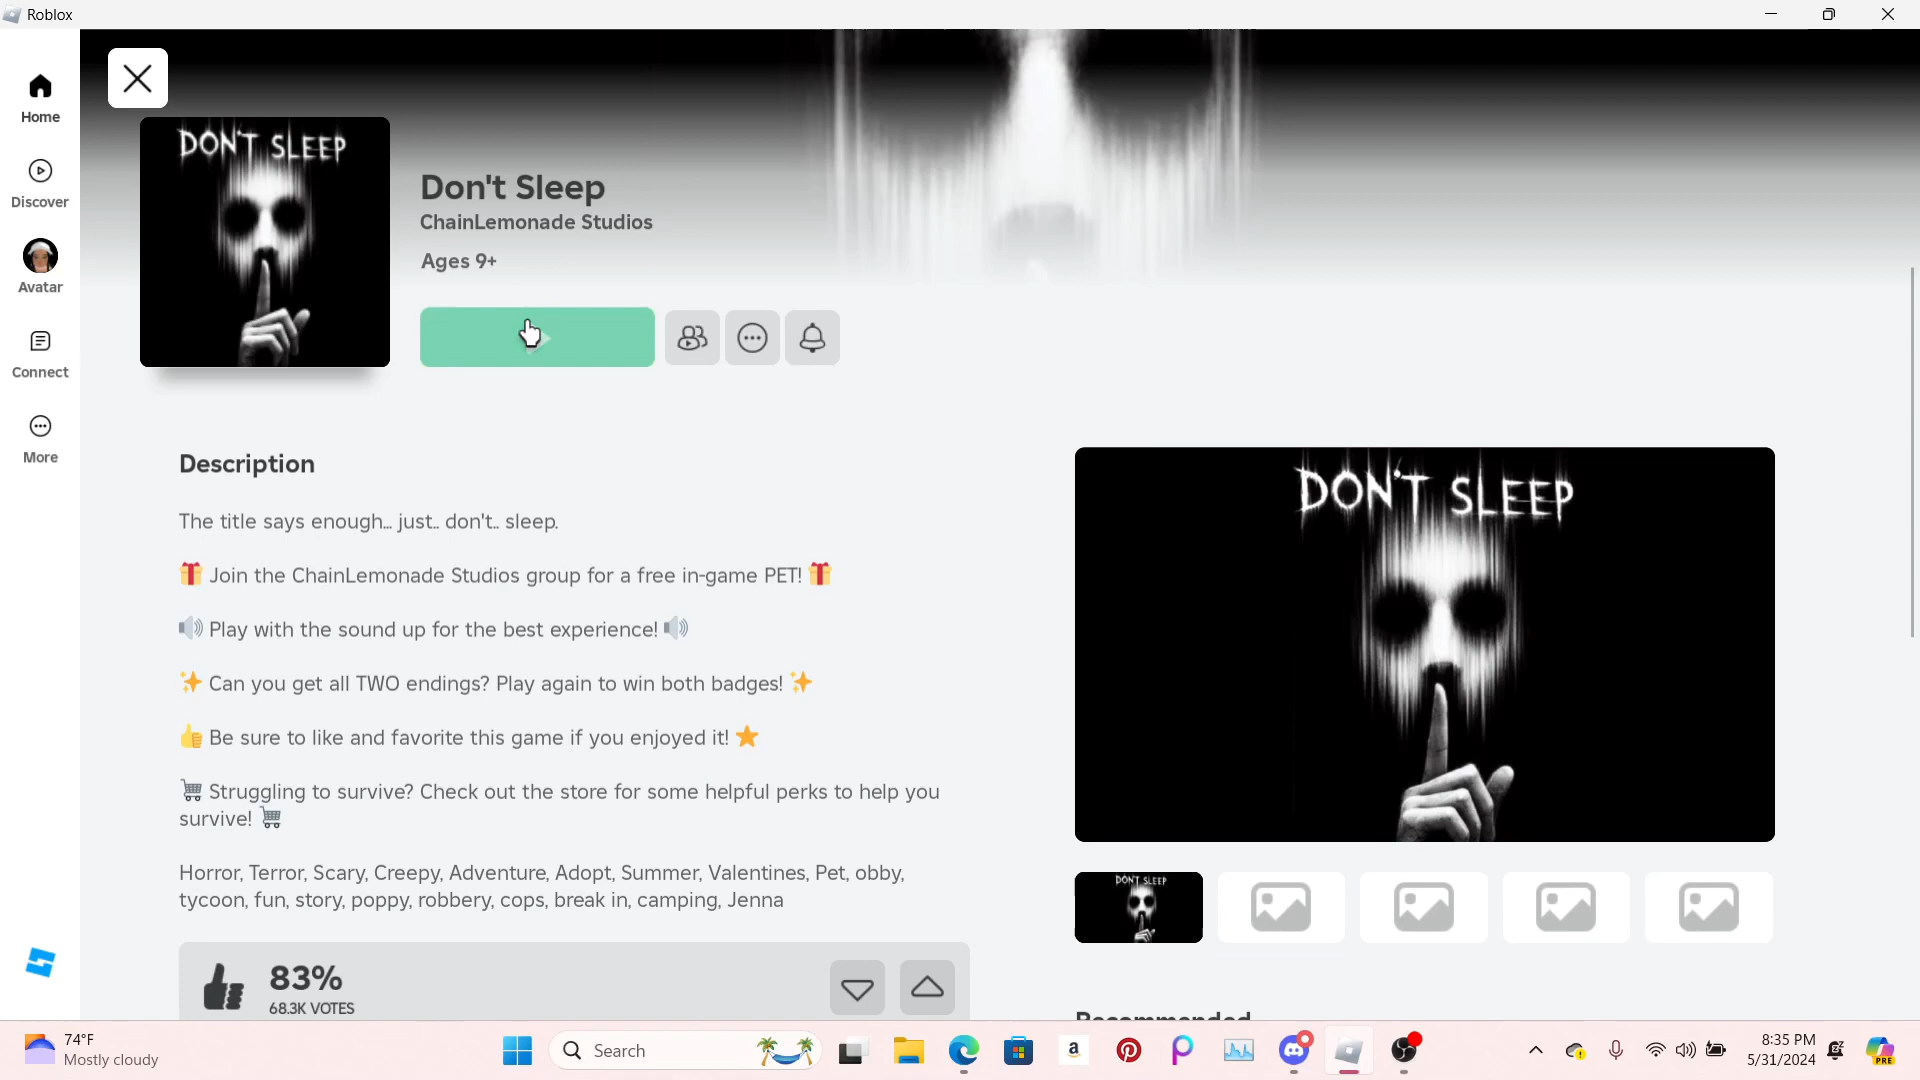 Roblox
Home
Discover
Avatar
Connect
More
DON'T SLEEP
Don't Sleep
ChainLemonade Studios
Ages 9+
Description
The title says enough... just.. don't.. sleep.
🎁 Join the ChainLemonade Studios group for a free in-game PET! 🎁
🔊 Play with the sound up for the best experience! 🔊
✨ Can you get all TWO endings? Play again to win both badges! ✨
👍 Be sure to like and favorite this game if you enjoyed it! ⭐
🛒 Struggling to survive? Check out the store for some helpful perks to help you
survive! 🛒
Horror, Terror, Scary, Creepy, Adventure, Adopt, Summer, Valentines, Pet, obby,
tycoon, fun, story, poppy, robbery, cops, break in, camping, Jenna
83%
68.3K VOTES
DON'T SLEEP
DON'T SLEEP
Recommended
74°F
Mostly cloudy
Search
a
PRE
8:35 PM
5/31/2024